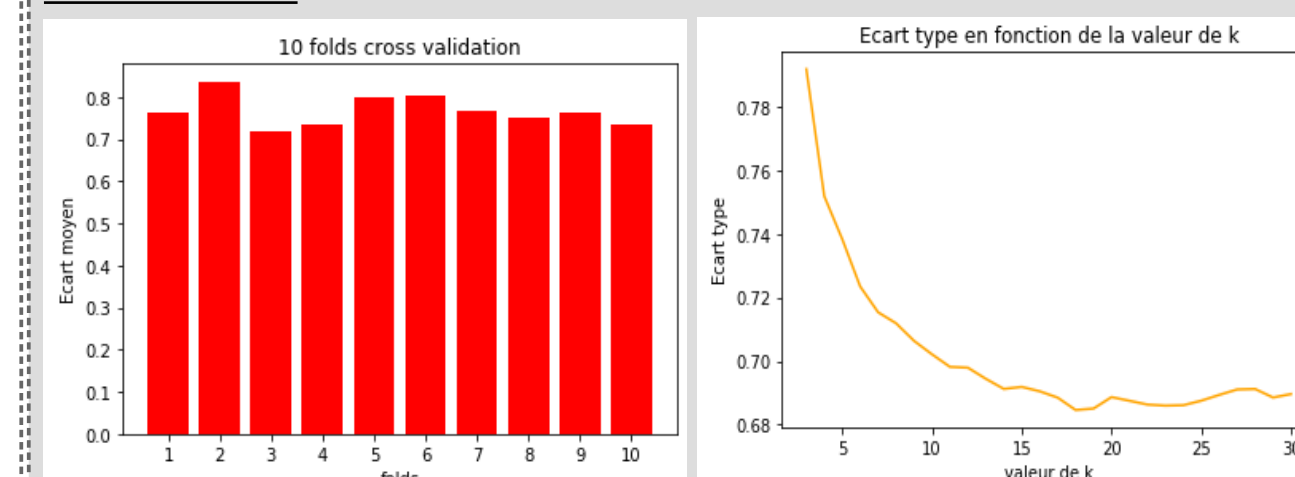 10 folds cross validation
Ecart moyen
0.8
0.7
0.6
0.5
0.4
0.3
0.2
0.1
0.0
1 2 3 4 5 6 7 8 9 10
folds
Ecart type en fonction de la valeur de k
Ecart type
0.78
0.76
0.74
0.72
0.70
0.68
5 10 15 20 25 30
valeur de k